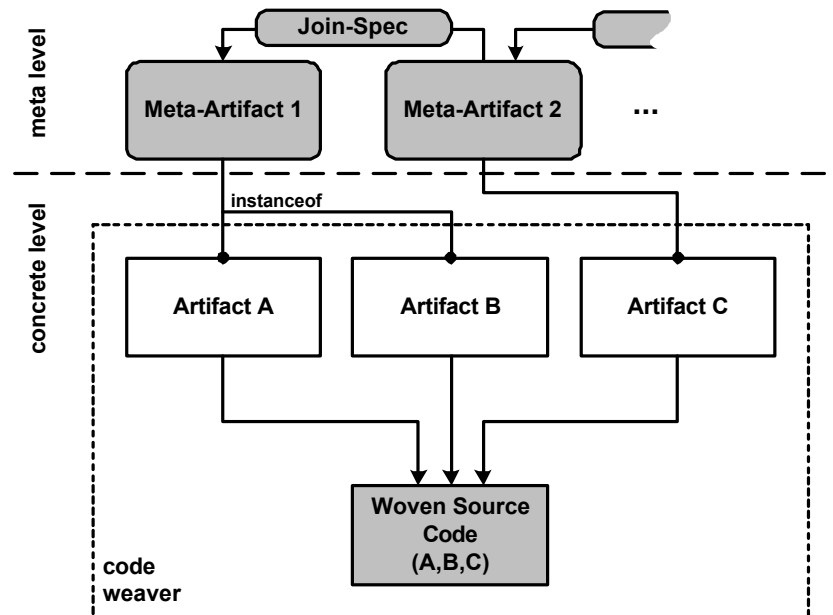 Join-Spec
meta level
Meta-Artifact 1
Meta-Artifact 2
...
instanceof
concrete level
Artifact A
Artifact B
Artifact C
Woven Source
Code
(A,B,C)
code
weaver